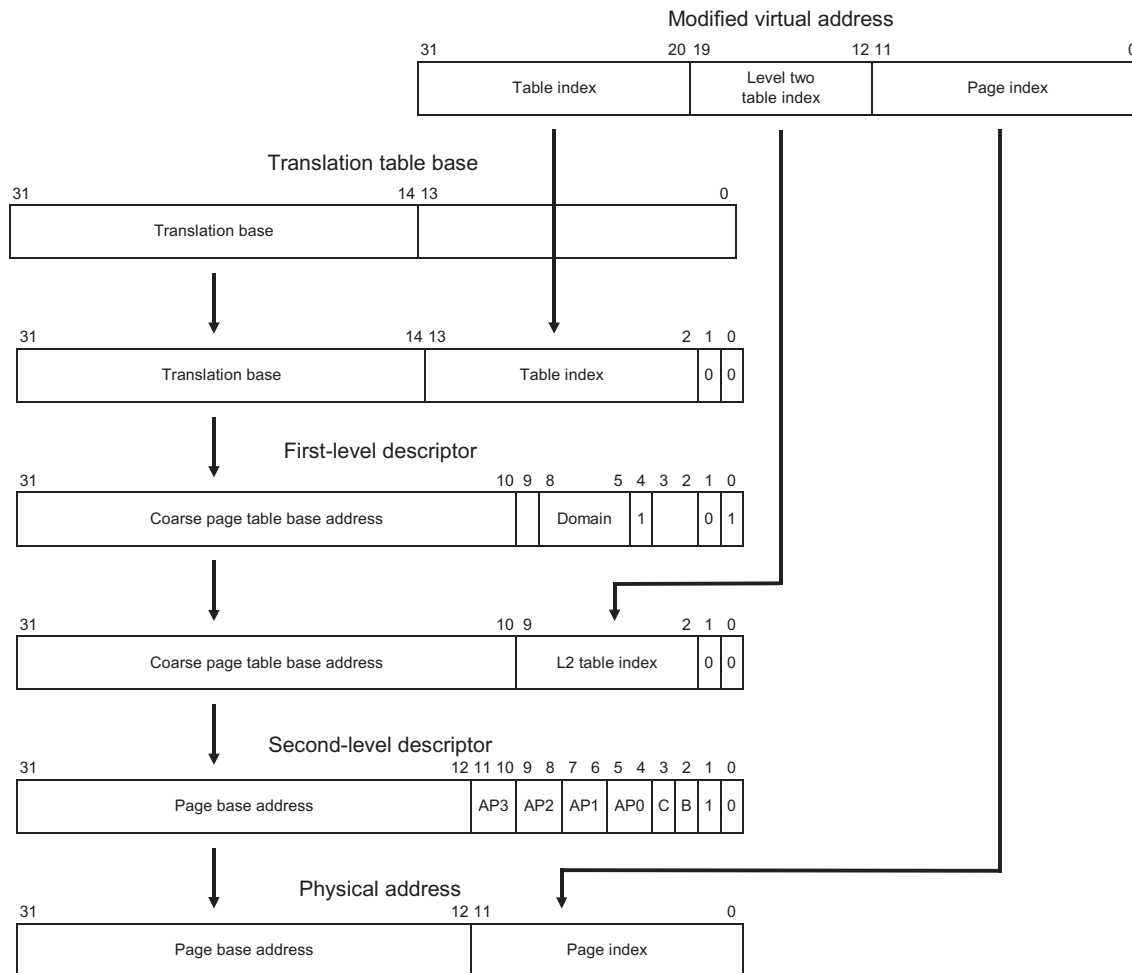 Modified virtual address
31 20 19 12 11 0
Table index
Level two
table index
Page index
Translation table base
31 14 13 0
Translation base
31 14 13 2 1 0
Translation base Table index 0 0
First-level descriptor
31 10 9 8 5 4 3 2 1 0
Coarse page table base address Domain 1 0 1
31 10 9 2 1 0
Coarse page table base address L2 table index 0 0
Second-level descriptor
31 12 11 10 9 8 7 6 5 4 3 2 1 0
Page base address AP3 AP2 AP1 AP0 C B 1 0
Physical address
31 12 11 0
Page base address Page index